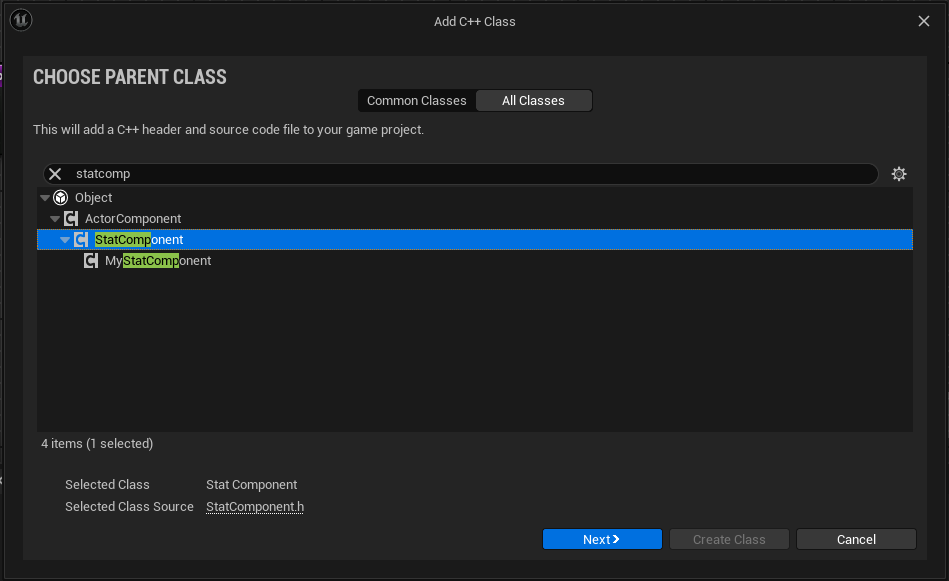 Add C++ Class
CHOOSE PARENT CLASS
Common Classes All Classes
This will add a C++ header and source code file to your game project.
statcomp
Object
ActorComponent
StatComponent
MyStatComponent
4 items (1 selected)
Selected Class Stat Component
Selected Class Source StatComponent.h
Next Create Class Cancel